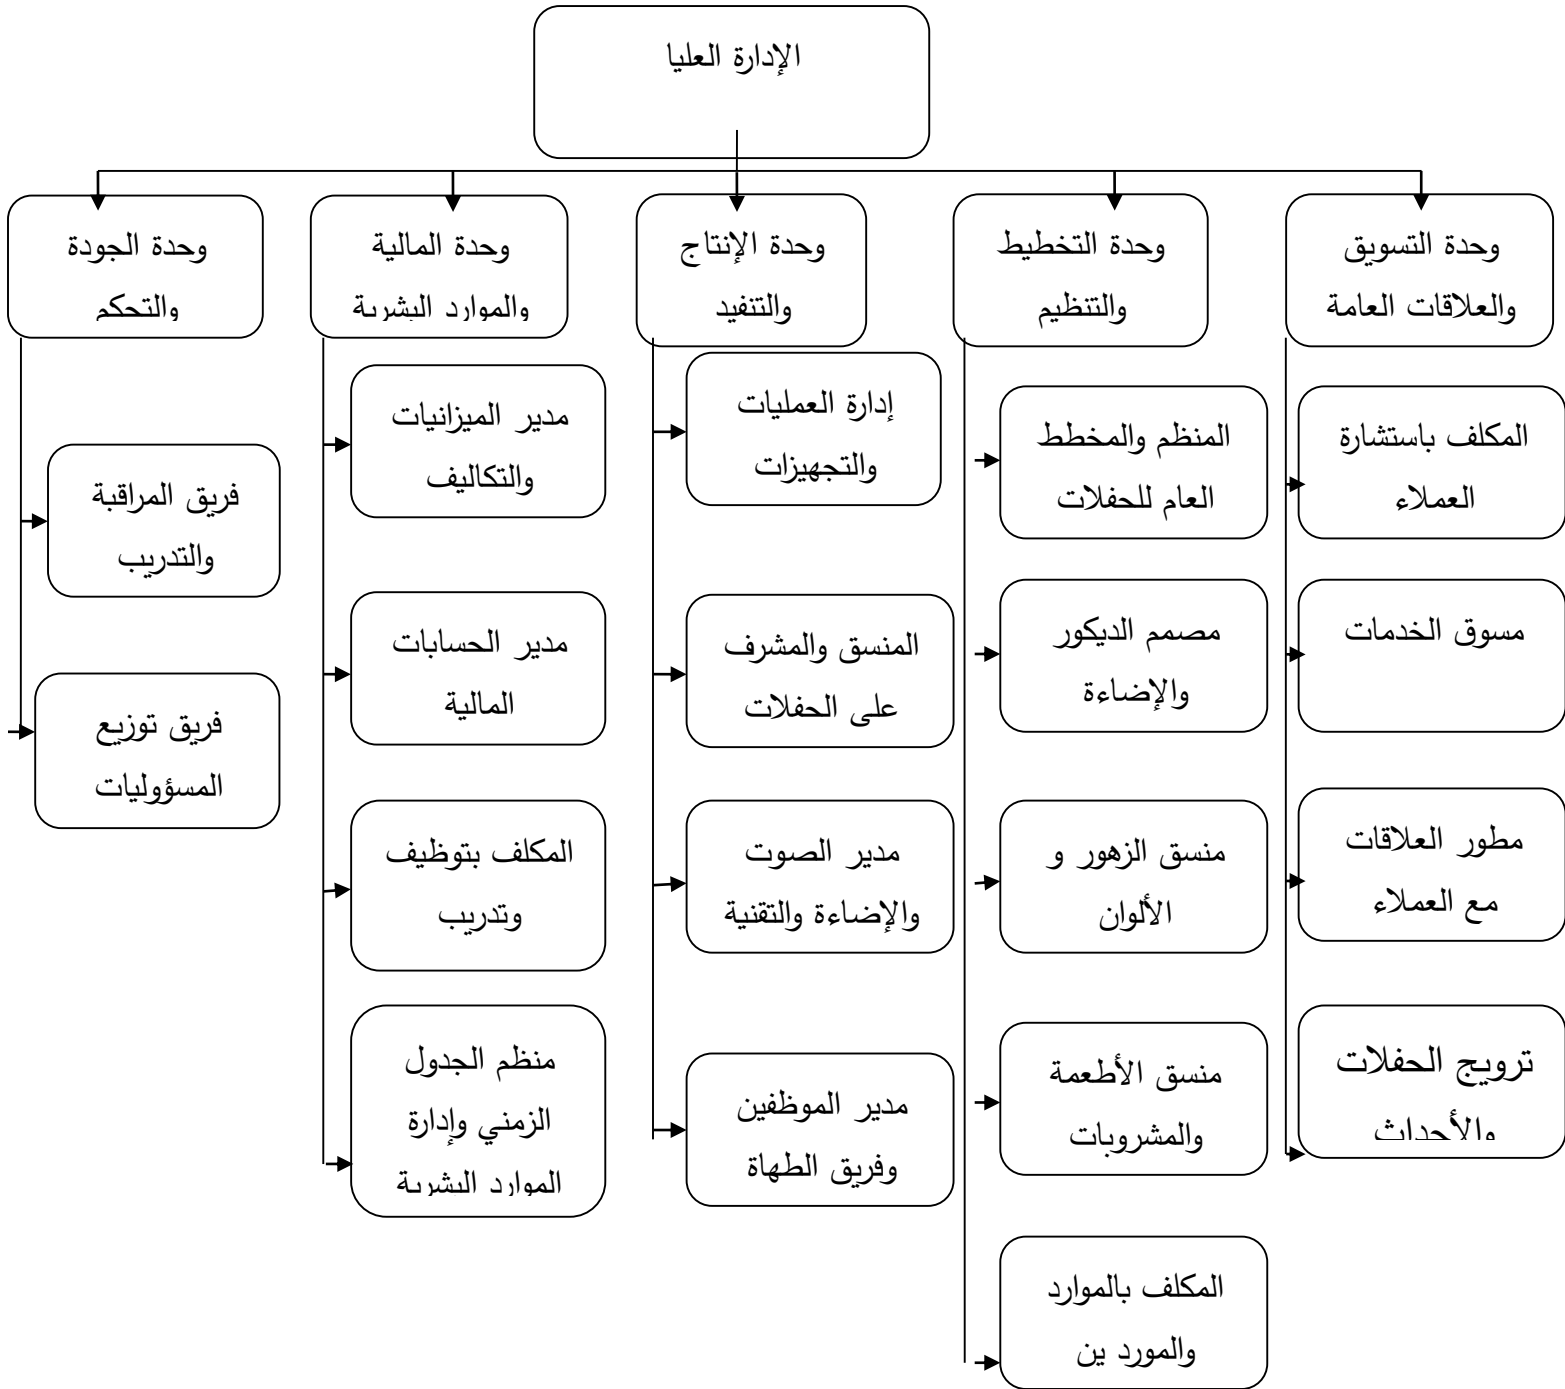 الإدارة العليا
وحدة التسويق
والعلاقات العامة
وحدة التخطيط
والتنظيم
وحدة الإنتاج
والتنفيد
وحدة المالية
والموارد البشرية
وحدة الجودة
والتحكم
المكلف باستشارة
العملاء
مسوق الخدمات
مطور العلاقات
مع العملاء
ترويج الحفلات
والأحداث
المنظم والمخطط
العام للحفلات
مصمم الديكور
والإضاءة
منسق الزهور و
الألوان
منسق الأطعمة
والمشروبات
المكلف بالموارد
والمورد ين
إدارة العمليات
والتجهيزات
المنسق والمشرف
على الحفلات
مدير الصوت
والإضاءة والتقنية
مدير الموظفين
وفريق الطهاة
مدير الميزانيات
والتكاليف
مدير الحسابات
المالية
المكلف بتوظيف
وتدريب
منظم الجدول
الزمني وإدارة
الموارد البشرية
فريق المراقبة
والتدريب
فريق توزيع
المسؤوليات